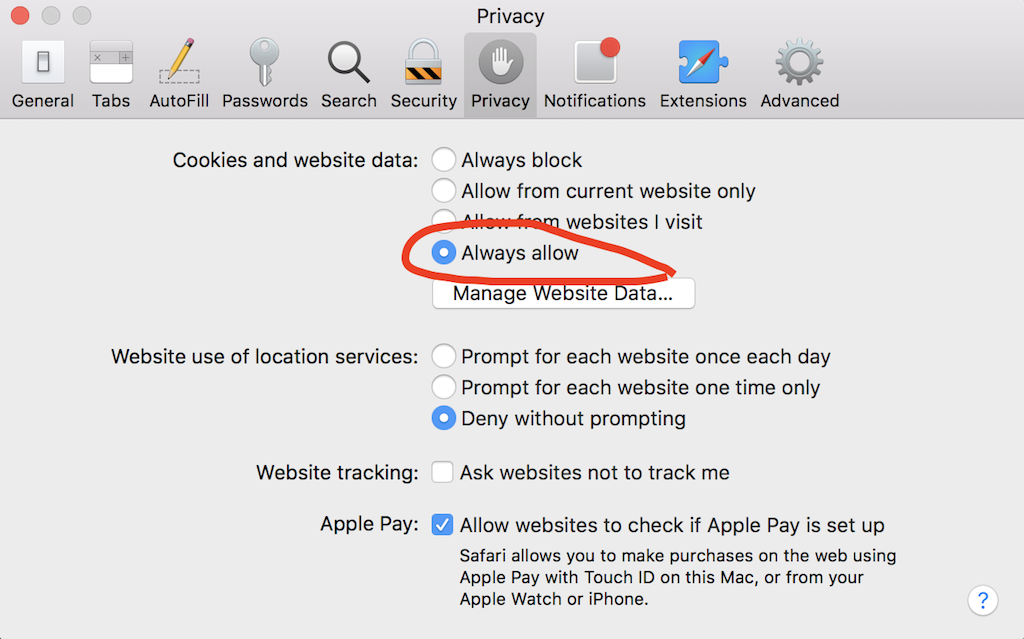 Privacy
General Tabs AutoFill Passwords Search Security Privacy Notifications Extensions Advanced
Cookies and website data: Always block
Allow from current website only
Allow from websites I visit
Always allow
Manage Website Data...
Website use of location services: Prompt for each website once each day
Prompt for each website one time only
Deny without prompting
Website tracking: Ask websites not to track me
Apple Pay: Allow websites to check if Apple Pay is set up
Safari allows you to make purchases on the web using
Apple Pay with Touch ID on this Mac, or from your
Apple Watch or iPhone.
?